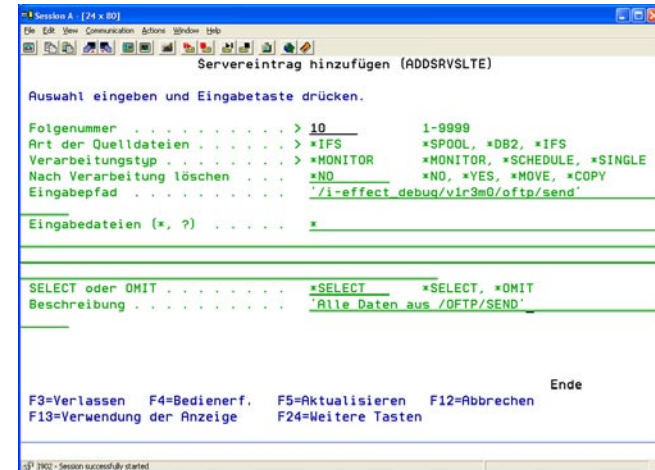 Session A - [24 x 80]
File Edit View Communication Actions Window Help
Servereintrag hinzufügen (ADDSRVSLTE)
Auswahl eingeben und Eingabetaste drücken.
Folgenummer . . . . . . . . . . > 10 1-9999
Art der Quelldateien . . . . . . > *IFS *SPOOL, *DB2, *IFS
Verarbeitungstyp . . . . . . . . > *MONITOR *MONITOR, *SCHEDULE, *SINGLE
Nach Verarbeitung löschen . . . *NO *NO, *YES, *MOVE, *COPY
Eingabepfad . . . . . . . . . . '/i-effect_debug/v1r3m0/oftp/send'
Eingabedateien (*, ?) . . . . . *
SELECT oder OMIT . . . . . . . . *SELECT *SELECT, *OMIT
Beschreibung . . . . . . . . . . 'Alle Daten aus /OFTP/SEND'
Ende
F3=Verlassen F4=Bedienerf. F5=Aktualisieren F12=Abbrechen
F13=Verwendung der Anzeige F24=Weitere Tasten
I902 - Session successfully started